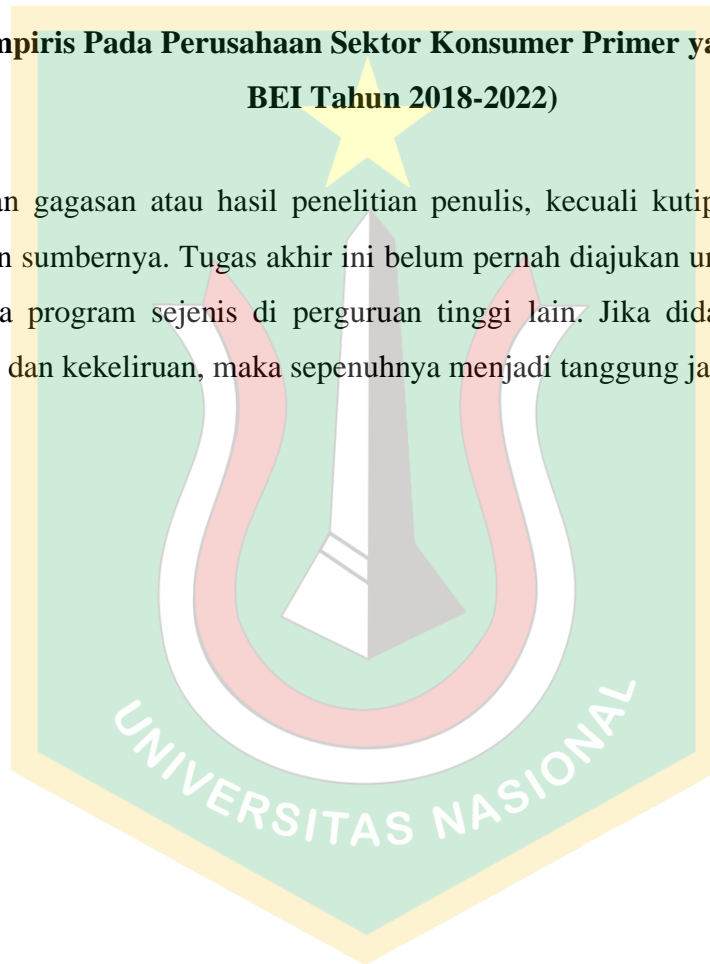 mpiris Pada Perusahaan Sektor Konsumer Primer ya
BEI Tahun 2018-2022)
an gagasan atau hasil penelitian penulis, kecuali kutip
n sumbernya. Tugas akhir ini belum pernah diajukan un
a program sejenis di perguruan tinggi lain. Jika dida
dan kekeliruan, maka sepenuhnya menjadi tanggung ja
UNIVERSITAS NASIONAL